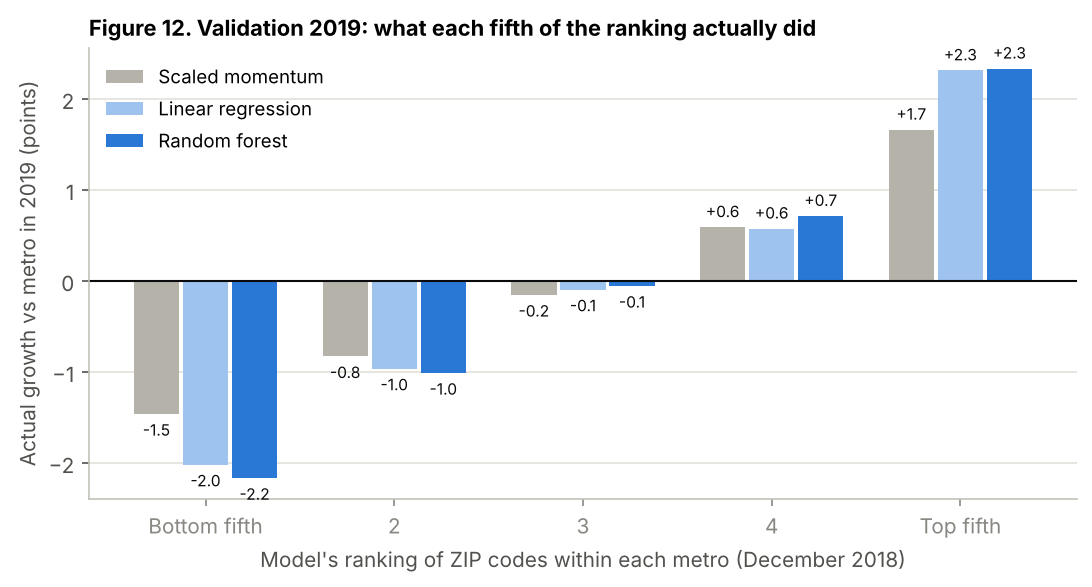 Figure 12. Validation 2019: what each fifth of the ranking actually did
Scaled momentum
Linear regression
Random forest
Actual growth vs metro in 2019 (points)
2
1
0
−1
−2
-1.5
-2.0
-2.2
-0.8
-1.0
-1.0
-0.2
-0.1
-0.1
+0.6
+0.6
+0.7
+1.7
+2.3
+2.3
Bottom fifth
2
3
4
Top fifth
Model's ranking of ZIP codes within each metro (December 2018)